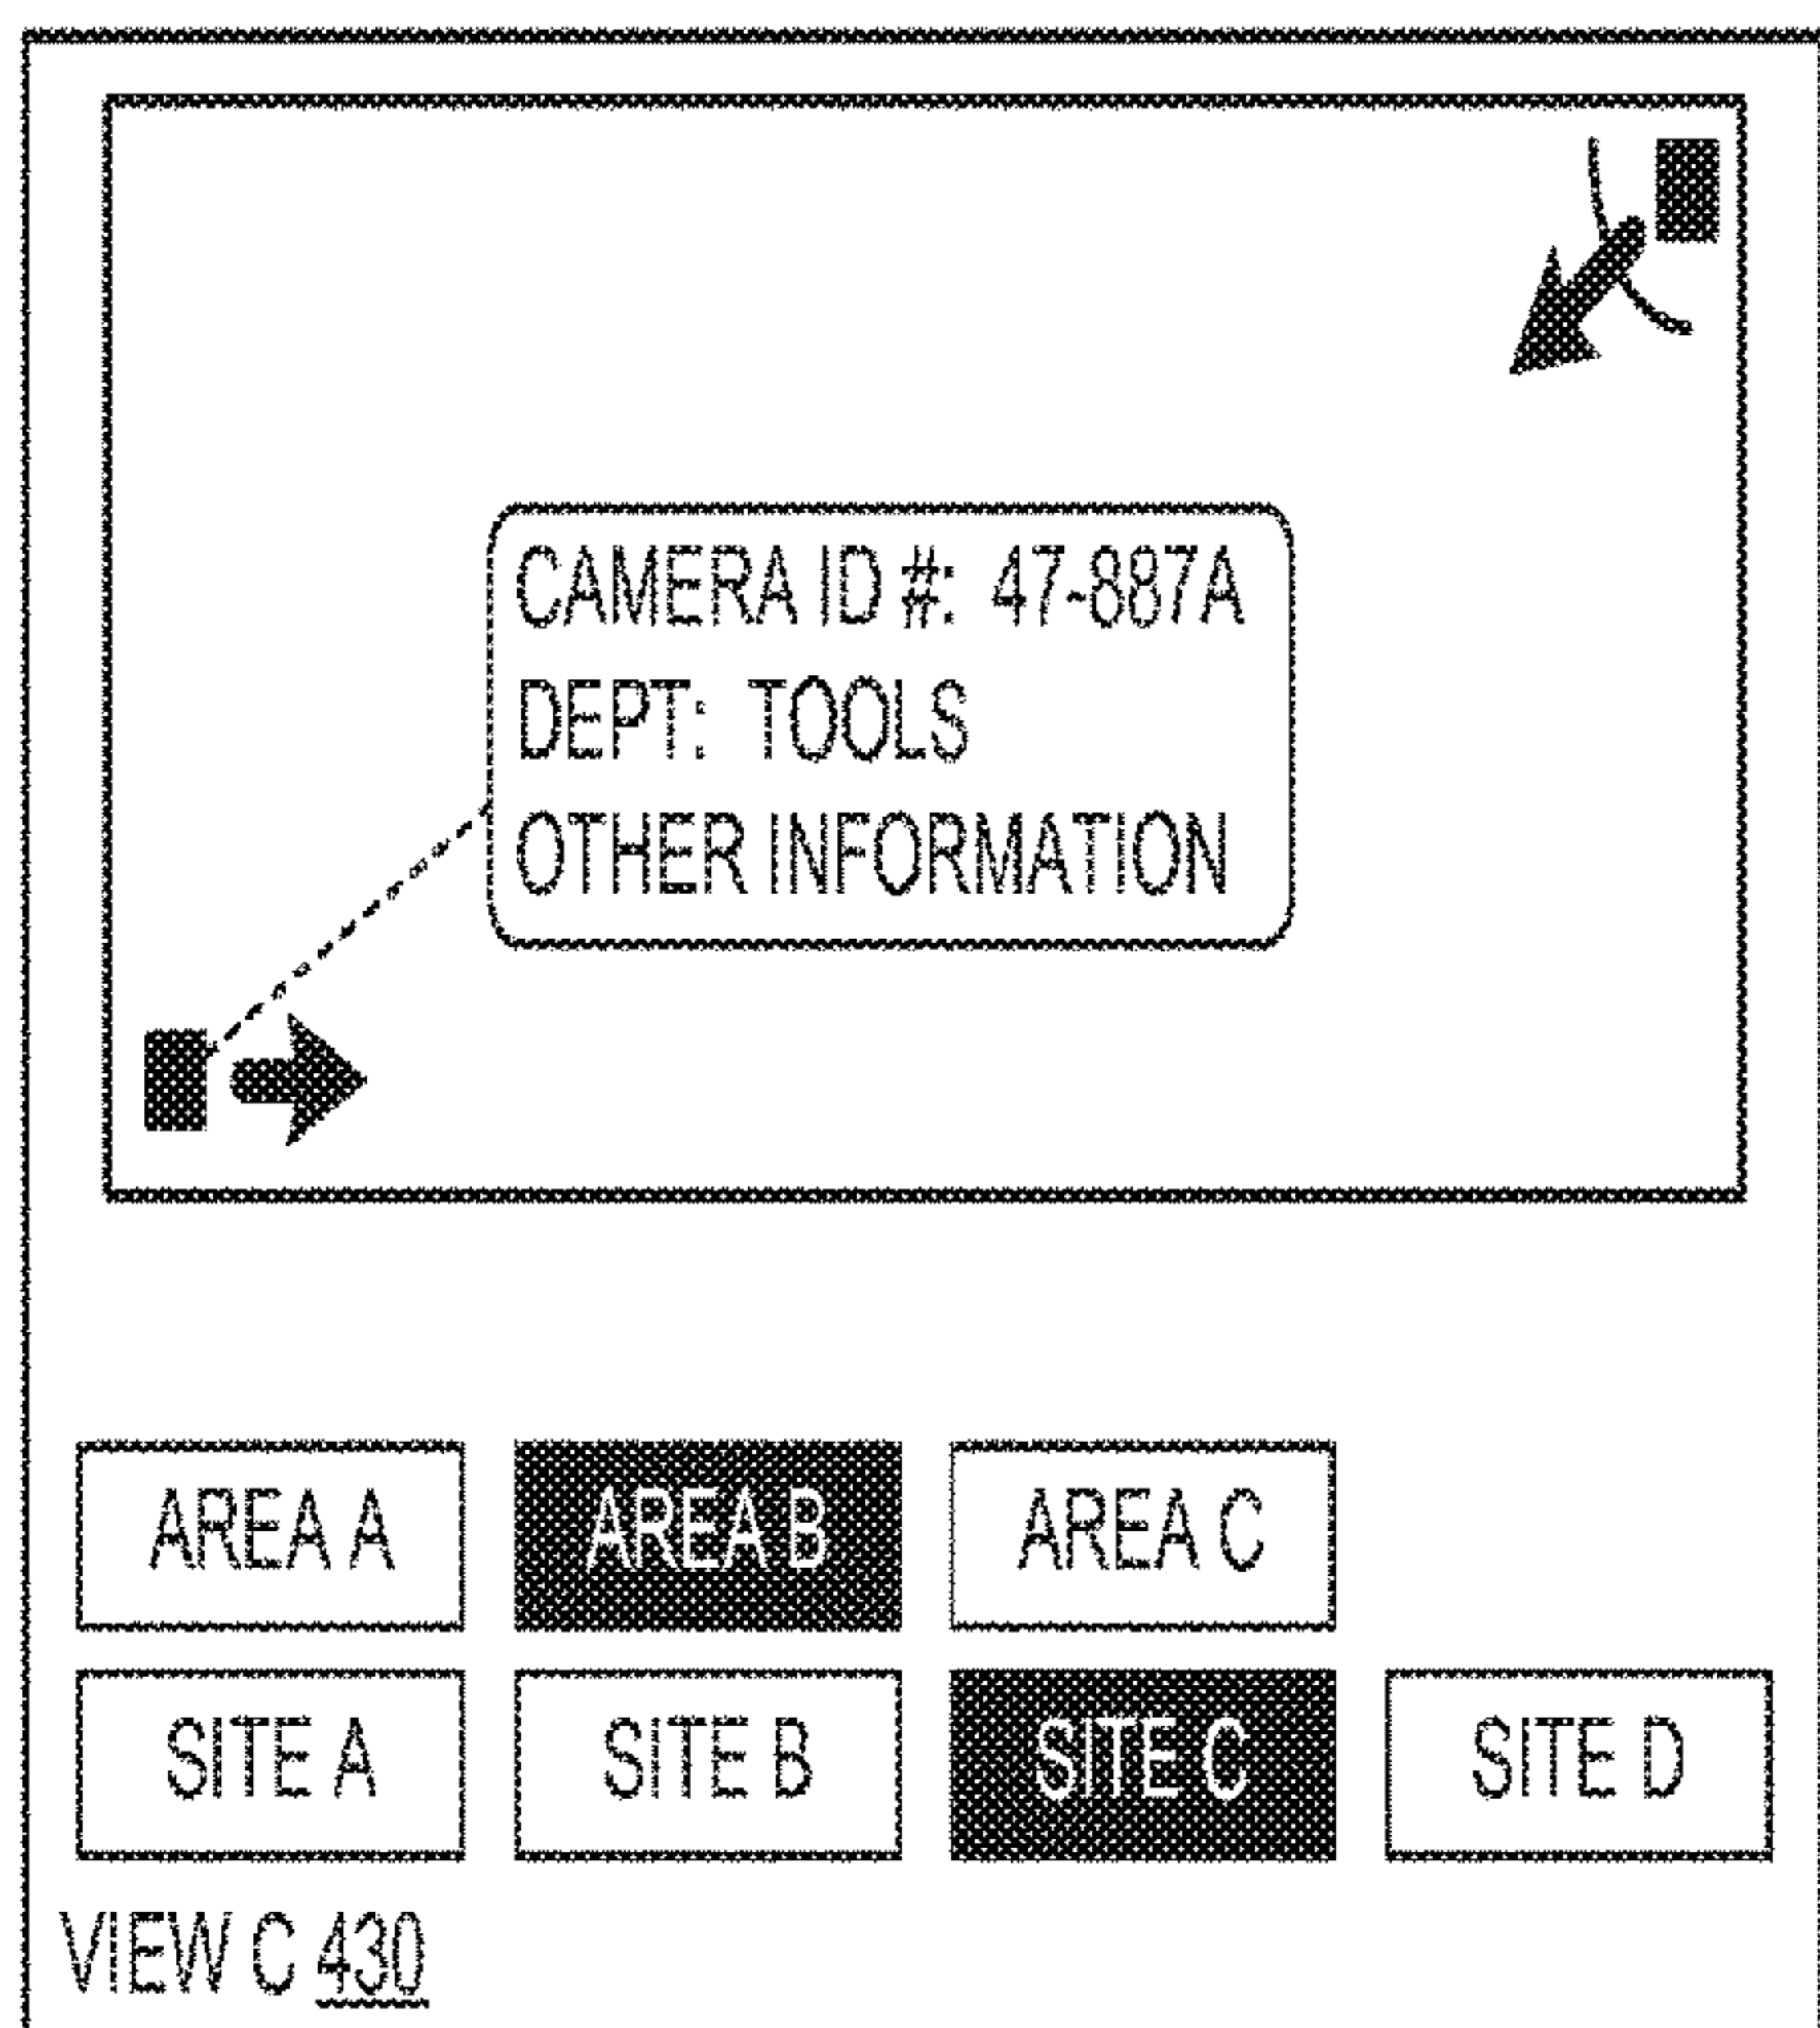 CAMERA ID #: 47-887A
DEPT: TOOLS
OTHER INFORMATION
AREA A AREA B AREA C
SITE A SITE B SITE C SITE D
VIEW C 430